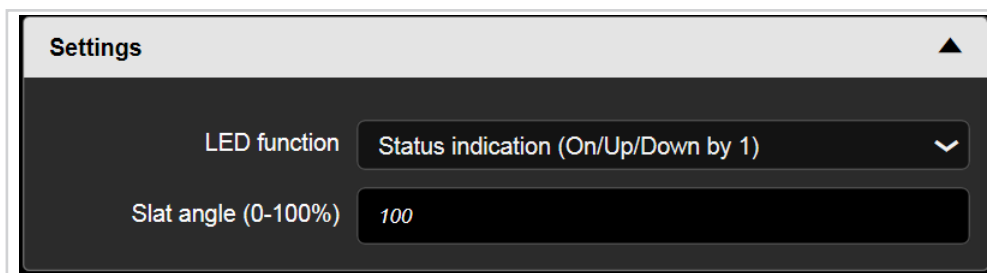 Settings
LED function
Status indication (On/Up/Down by 1)
Slat angle (0-100%)
100